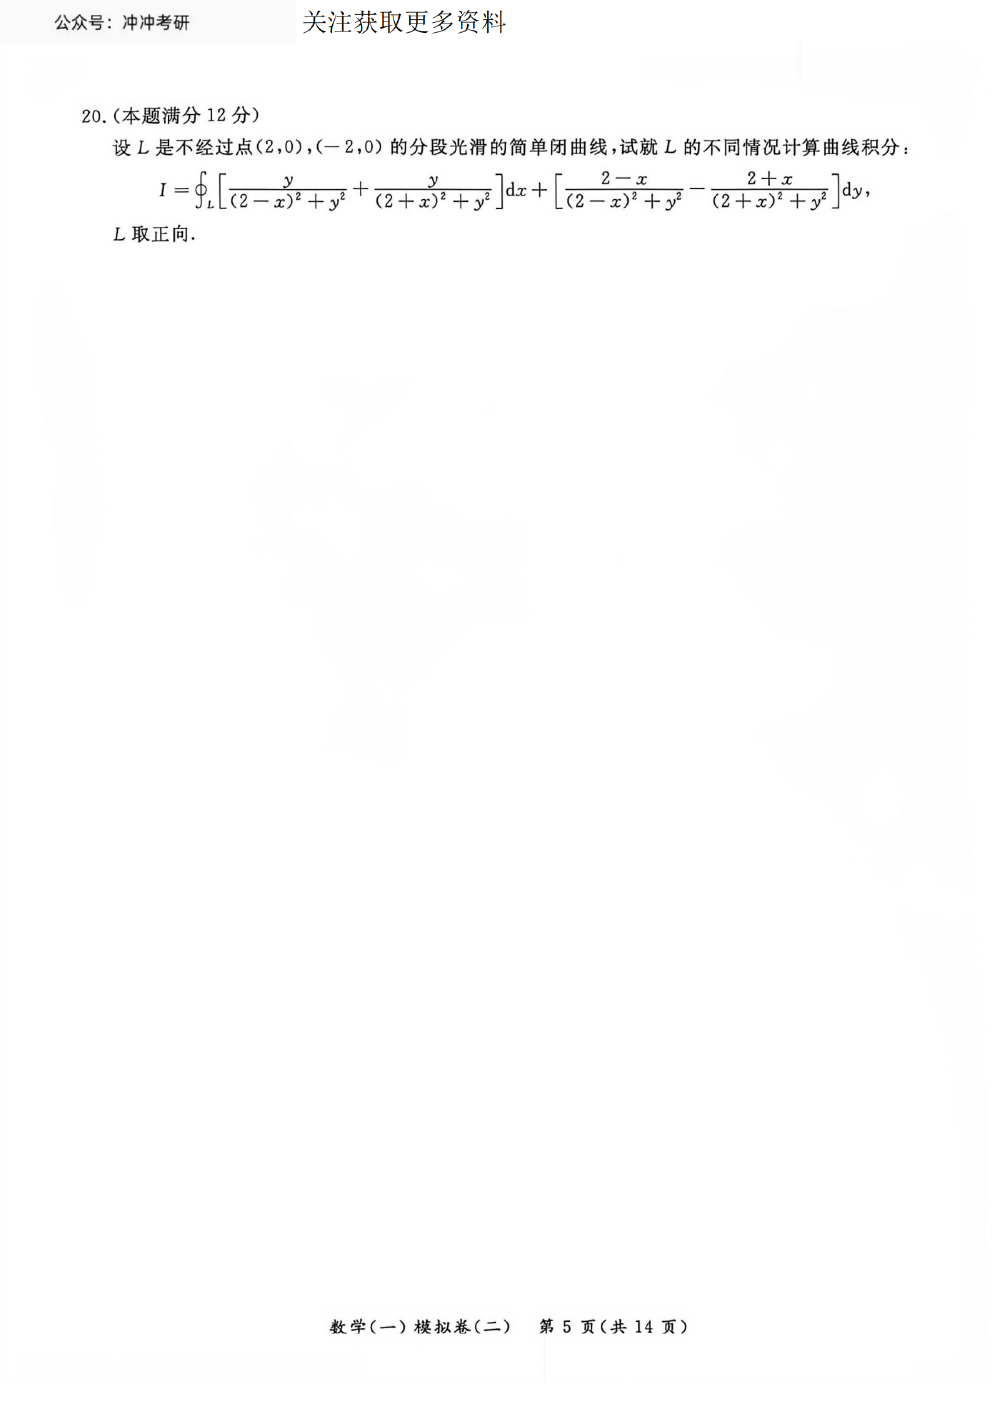 公众号：冲冲考研 关注获取更多资料
20.(本题满分 12 分)
设 L 是不经过点(2,0),(－2,0) 的分段光滑的简单闭曲线,试就 L 的不同情况计算曲线积分:
I = ∮_L [ y/((2－x)²＋y²) ＋ y/((2＋x)²＋y²) ]dx＋[ (2－x)/((2－x)²＋y²) － (2＋x)/((2＋x)²＋y²) ]dy,
L 取正向.
数学(一)模拟卷(二) 第 5 页(共 14 页)